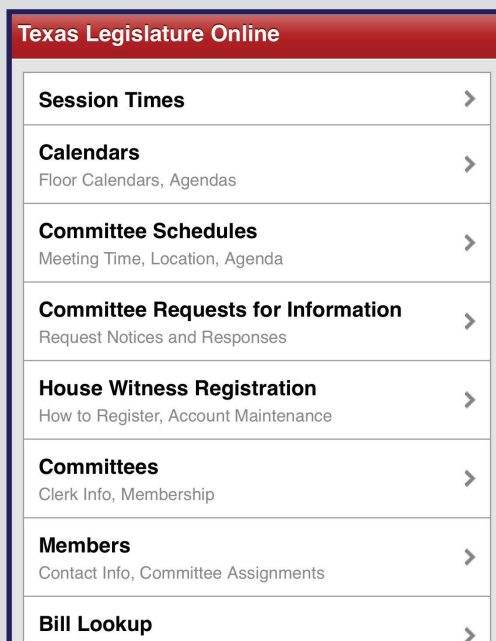 Texas Legislature Online
Session Times
Calendars
Floor Calendars, Agendas
Committee Schedules
Meeting Time, Location, Agenda
Committee Requests for Information
Request Notices and Responses
House Witness Registration
How to Register, Account Maintenance
Committees
Clerk Info, Membership
Members
Contact Info, Committee Assignments
Bill Lookup